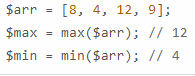 $arr = [8, 4, 12, 9];
$max = max($arr); // 12
$min = min($arr); // 4